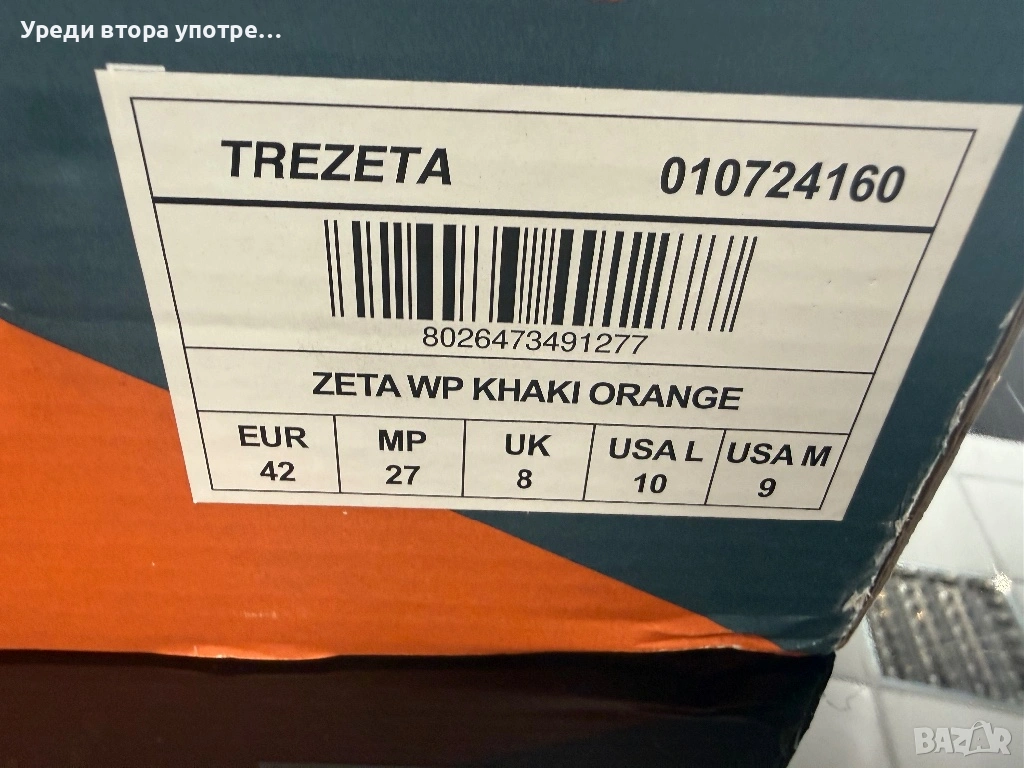 Уреди втора употре...
TREZETA 010724160
8026473491277
ZETA WP KHAKI ORANGE
EUR MP UK USA L USA M
42 27 8 10 9
BAZAR